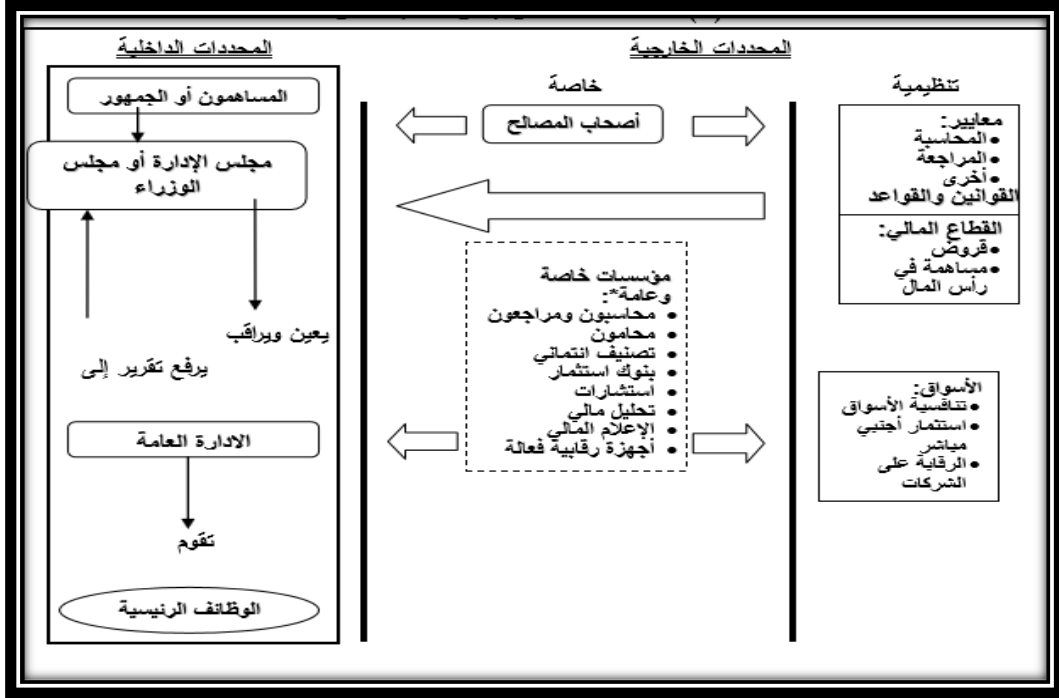 المحددات الخارجية
المحددات الداخلية
تنظيمية
خاصة
المساهمون أو الجمهور
أصحاب المصالح
معايير:
•المحاسبة
•المراجعة
•أخرى
القوانين والقواعد
مجلس الإدارة أو مجلس
الوزراء
القطاع المالي:
•قروض
•مساهمة في
رأس المال
مؤسسات خاصة
وعامة*:
• محاسبون ومراجعون
• محامون
• تصنيف ائتماني
• بنوك استثمار
• استشارات
• تحليل مالي
• الإعلام المالي
• أجهزة رقابية فعالة
يعين ويراقب
يرفع تقرير إلى
الأسواق:
•تنافسية الأسواق
•استثمار أجنبي
مباشر
•الرقابة على
الشركات
الادارة العامة
تقوم
الوظائف الرئيسية